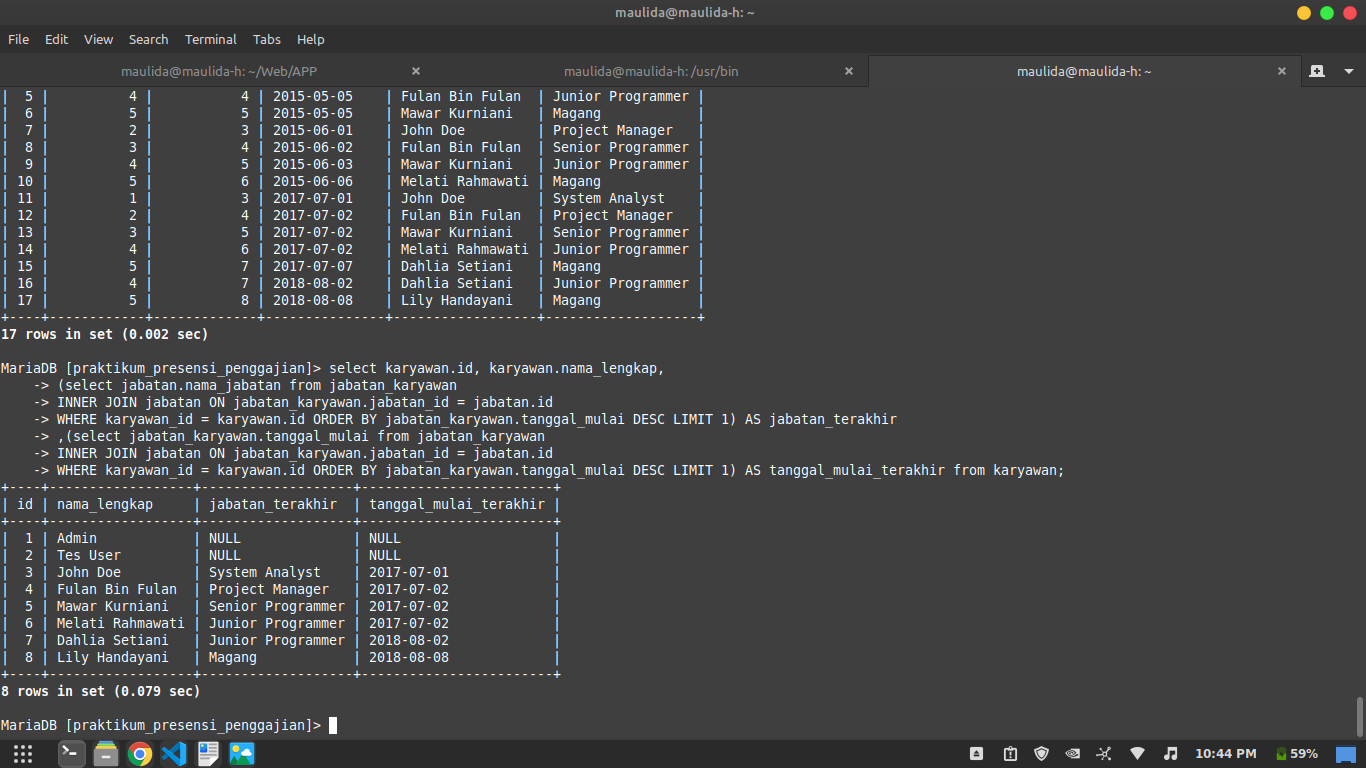 maulida@maulida-h: ~
File Edit View Search Terminal Tabs Help
maulida@maulida-h: ~/Web/APP × maulida@maulida-h: /usr/bin × maulida@maulida-h: ~ ×
|  5 |          4 |           4 | 2015-05-05    | Fulan Bin Fulan  | Junior Programmer |
|  6 |          5 |           5 | 2015-05-05    | Mawar Kurniani   | Magang            |
|  7 |          2 |           3 | 2015-06-01    | John Doe         | Project Manager   |
|  8 |          3 |           4 | 2015-06-02    | Fulan Bin Fulan  | Senior Programmer |
|  9 |          4 |           5 | 2015-06-03    | Mawar Kurniani   | Junior Programmer |
| 10 |          5 |           6 | 2015-06-06    | Melati Rahmawati | Magang            |
| 11 |          1 |           3 | 2017-07-01    | John Doe         | System Analyst    |
| 12 |          2 |           4 | 2017-07-02    | Fulan Bin Fulan  | Project Manager   |
| 13 |          3 |           5 | 2017-07-02    | Mawar Kurniani   | Senior Programmer |
| 14 |          4 |           6 | 2017-07-02    | Melati Rahmawati | Junior Programmer |
| 15 |          5 |           7 | 2017-07-07    | Dahlia Setiani   | Magang            |
| 16 |          4 |           7 | 2018-08-02    | Dahlia Setiani   | Junior Programmer |
| 17 |          5 |           8 | 2018-08-08    | Lily Handayani   | Magang            |
+----+------------+-------------+---------------+------------------+-------------------+
17 rows in set (0.002 sec)
MariaDB [praktikum_presensi_penggajian]> select karyawan.id, karyawan.nama_lengkap,
    -> (select jabatan.nama_jabatan from jabatan_karyawan
    -> INNER JOIN jabatan ON jabatan_karyawan.jabatan_id = jabatan.id
    -> WHERE karyawan_id = karyawan.id ORDER BY jabatan_karyawan.tanggal_mulai DESC LIMIT 1) AS jabatan_terakhir
    -> ,(select jabatan_karyawan.tanggal_mulai from jabatan_karyawan
    -> INNER JOIN jabatan ON jabatan_karyawan.jabatan_id = jabatan.id
    -> WHERE karyawan_id = karyawan.id ORDER BY jabatan_karyawan.tanggal_mulai DESC LIMIT 1) AS tanggal_mulai_terakhir from karyawan;
+----+------------------+-------------------+------------------------+
| id | nama_lengkap     | jabatan_terakhir  | tanggal_mulai_terakhir |
+----+------------------+-------------------+------------------------+
|  1 | Admin            | NULL              | NULL                   |
|  2 | Tes User         | NULL              | NULL                   |
|  3 | John Doe         | System Analyst    | 2017-07-01             |
|  4 | Fulan Bin Fulan  | Project Manager   | 2017-07-02             |
|  5 | Mawar Kurniani   | Senior Programmer | 2017-07-02             |
|  6 | Melati Rahmawati | Junior Programmer | 2017-07-02             |
|  7 | Dahlia Setiani   | Junior Programmer | 2018-08-02             |
|  8 | Lily Handayani   | Magang            | 2018-08-08             |
+----+------------------+-------------------+------------------------+
8 rows in set (0.079 sec)
MariaDB [praktikum_presensi_penggajian]>
10:44 PM 59%